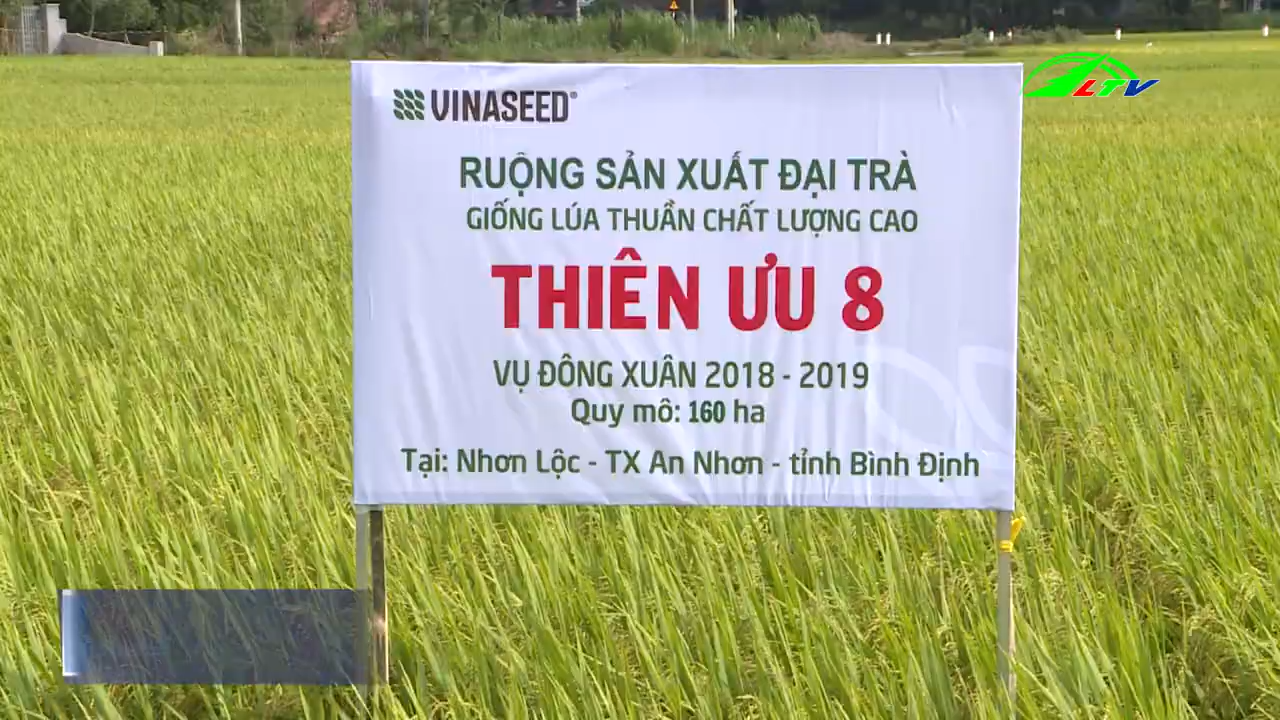 VINASEED®
LTV
RUỘNG SẢN XUẤT ĐẠI TRÀ
GIỐNG LÚA THUẦN CHẤT LƯỢNG CAO
THIÊN ƯU 8
VỤ ĐÔNG XUÂN 2018 - 2019
Quy mô: 160 ha
Tại: Nhơn Lộc - TX An Nhơn - tỉnh Bình Định